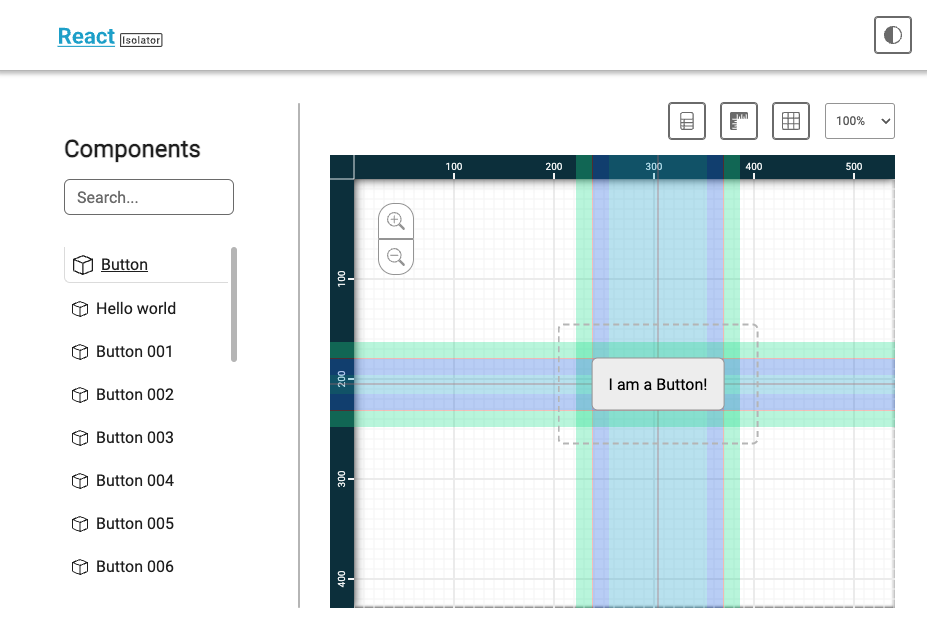 React Isolator
100%
Components
Search...
Button
Hello world
Button 001
Button 002
Button 003
Button 004
Button 005
Button 006
100 200 300 400 500
100
200
300
400
I am a Button!